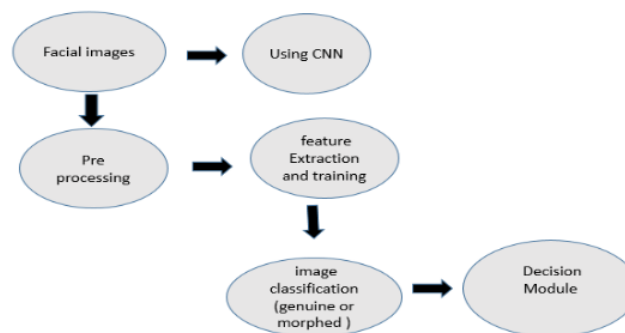 Facial images
Using CNN
Pre
processing
feature
Extraction
and training
image
classification
(genuine or
morphed )
Decision
Module